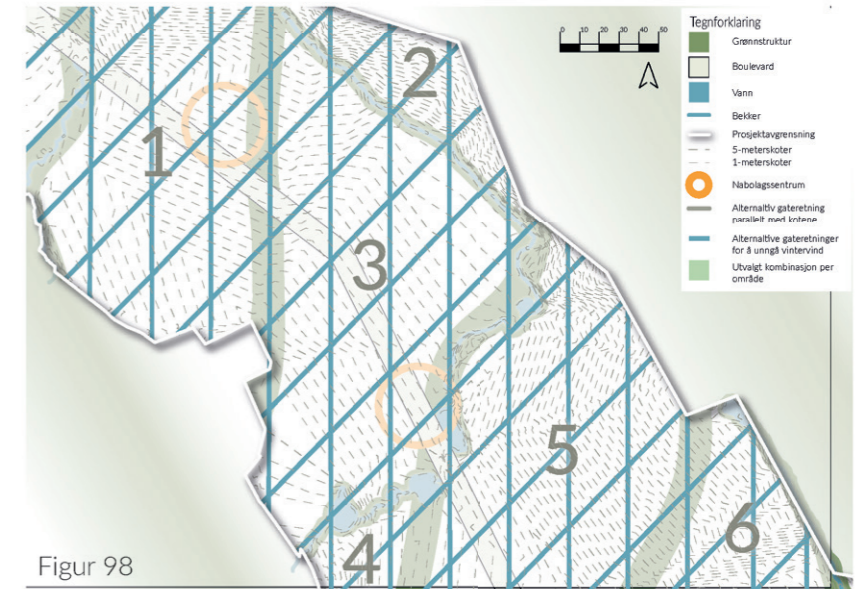 0 10 20 30 40 50
Tegnforklaring
Grønnstruktur
Boulevard
Vann
Bekker
Prosjektavgrensning
5-meterskoter
1-meterskoter
Nabolagssentrum
Alternativ gateretning
parallelt med kotene
Alternative gateretninger
for å unngå vintervind
Utvalgt kombinasjon per
område
1
2
3
4
5
6
Figur 98